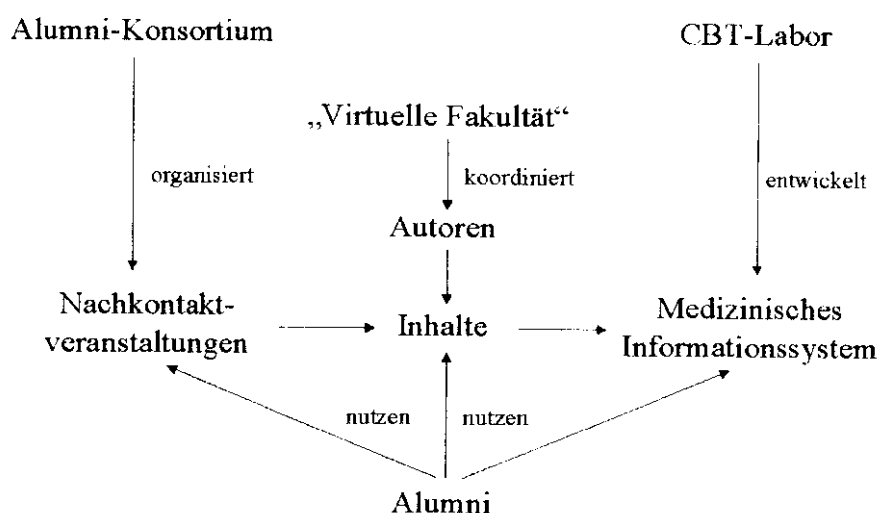 Alumni-Konsortium
CBT-Labor
„Virtuelle Fakultät“
organisiert
koordiniert
entwickelt
Autoren
Nachkontakt-
veranstaltungen
Inhalte
Medizinisches
Informationssystem
nutzen
nutzen
Alumni